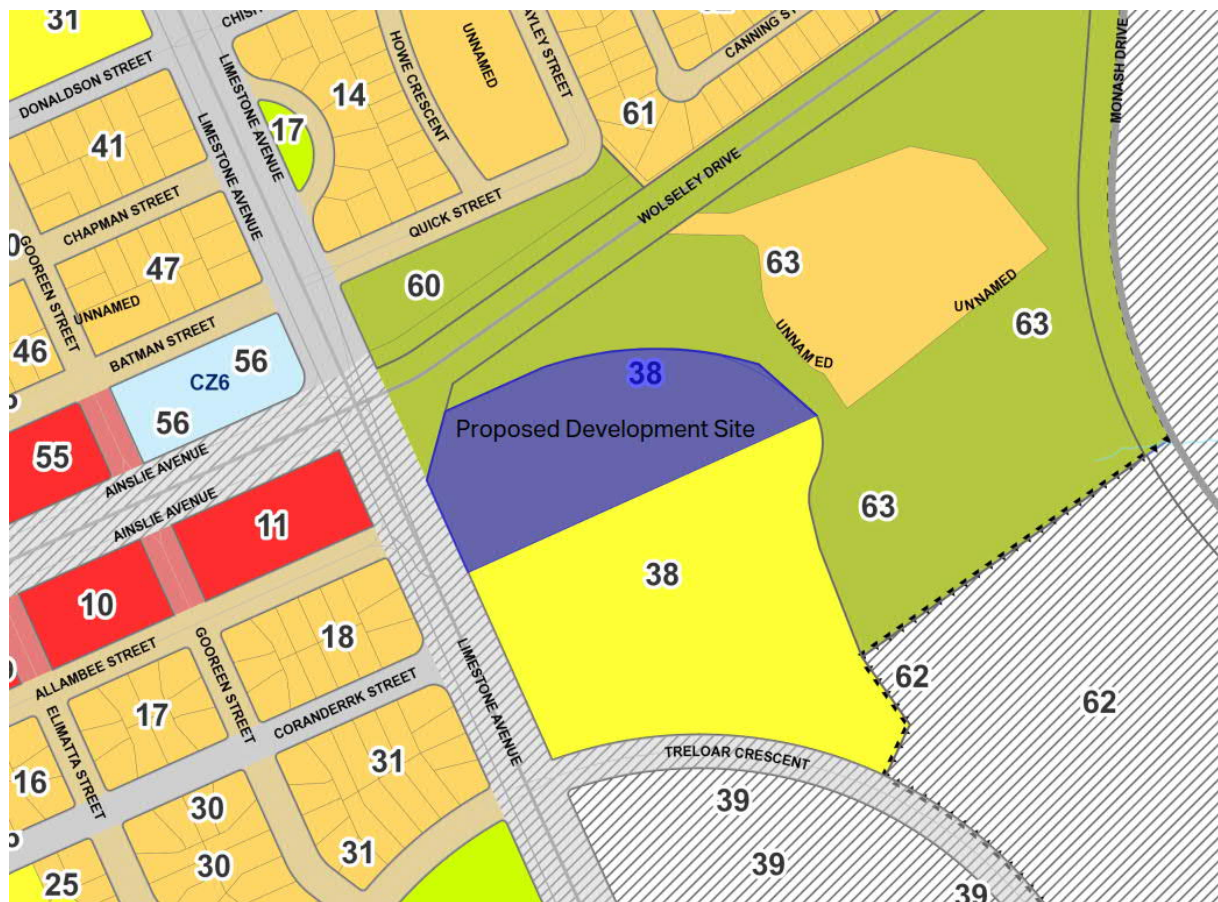 31
CHISH
DONALDSON STREET
LIMESTONE AVENUE
HOWE CRESCENT
UNNAMED
AYLEY STREET
CANNING ST
MONASH DRIVE
14
17
61
41
LIMESTONE AVENUE
CHAPMAN STREET
QUICK STREET
WOLSELEY DRIVE
GOOREEN STREET
47
UNNAMED
60
63
UNNAMED
63
UNNAMED
46
BATMAN STREET
56
CZ6
56
38
Proposed Development Site
55
AINSLIE AVENUE
AINSLIE AVENUE
11
63
38
10
ALLAMBEE STREET
GOOREEN STREET
18
LIMESTONE AVENUE
62
62
17
CORANDERRK STREET
ELIMATTA STREET
TRELOAR CRESCENT
16
31
39
30
31
30
39
25
39